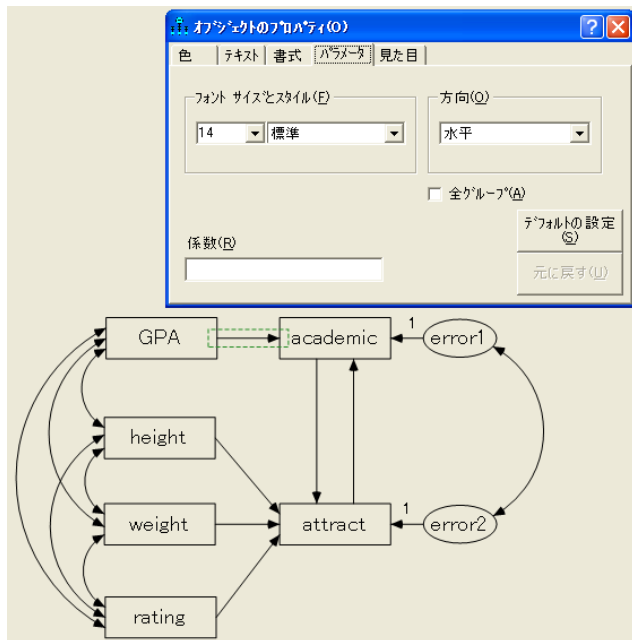 オブジェクトのプロパティ(O)
色 テキスト 書式 パラメータ 見た目
フォント サイズとスタイル(F) 方向(O)
14 標準 水平
全グループ(A)
デフォルトの設定
(S)
係数(R)
元に戻す(U)
GPA academic 1 error1
height
weight attract 1 error2
rating